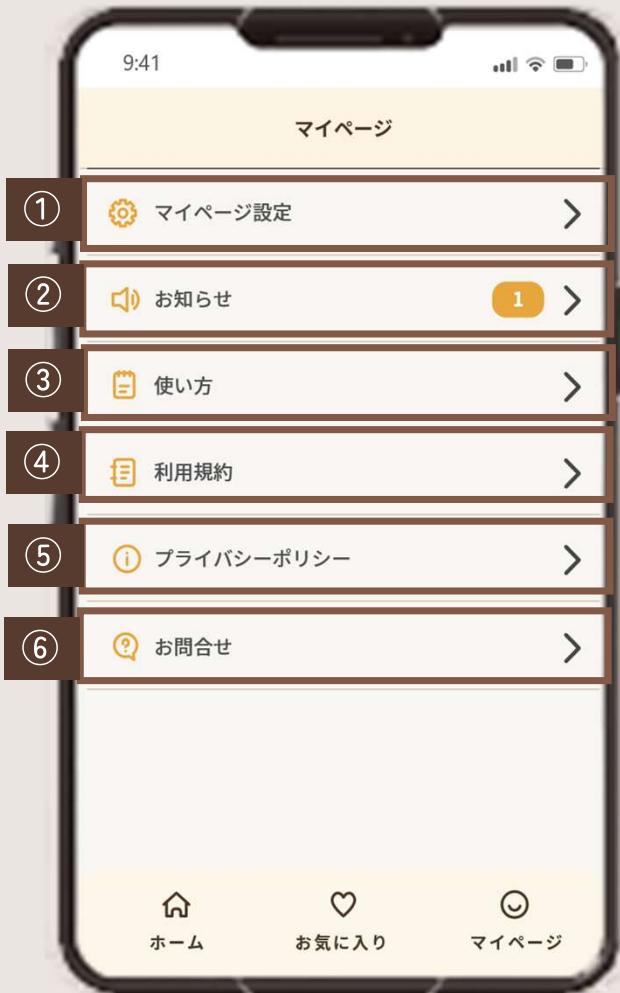 9:41
マイページ
① マイページ設定
② お知らせ 1
③ 使い方
④ 利用規約
⑤ プライバシーポリシー
⑥ お問合せ
ホーム お気に入り マイページ